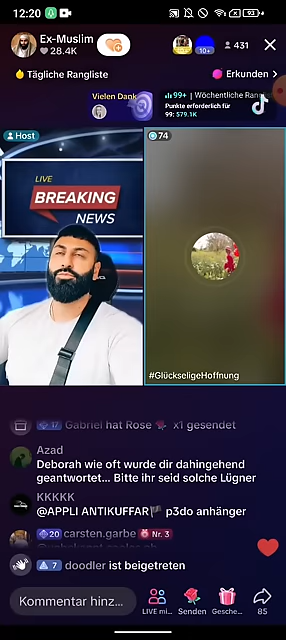 12:20
Ex-Muslim
28.4K
431
Tägliche Rangliste
Erkunden
Vielen Dank
99+ | Wöchentliche Rang
Punkte erforderlich für
99: 579.1K
Host
74
LIVE
BREAKING
NEWS
#GlückseligeHoffnung
17 Gabriel hat Rose x1 gesendet
Azad
Deborah wie oft wurde dir dahingehend
geantwortet... Bitte ihr seid solche Lügner
KKKKK
@APPLI ANTIKUFFAR🏴 p3do anhänger
20 carsten.garbe Nr. 3
7 doodler ist beigetreten
Kommentar hinz...
LIVE mi...
Senden
Gesche...
85